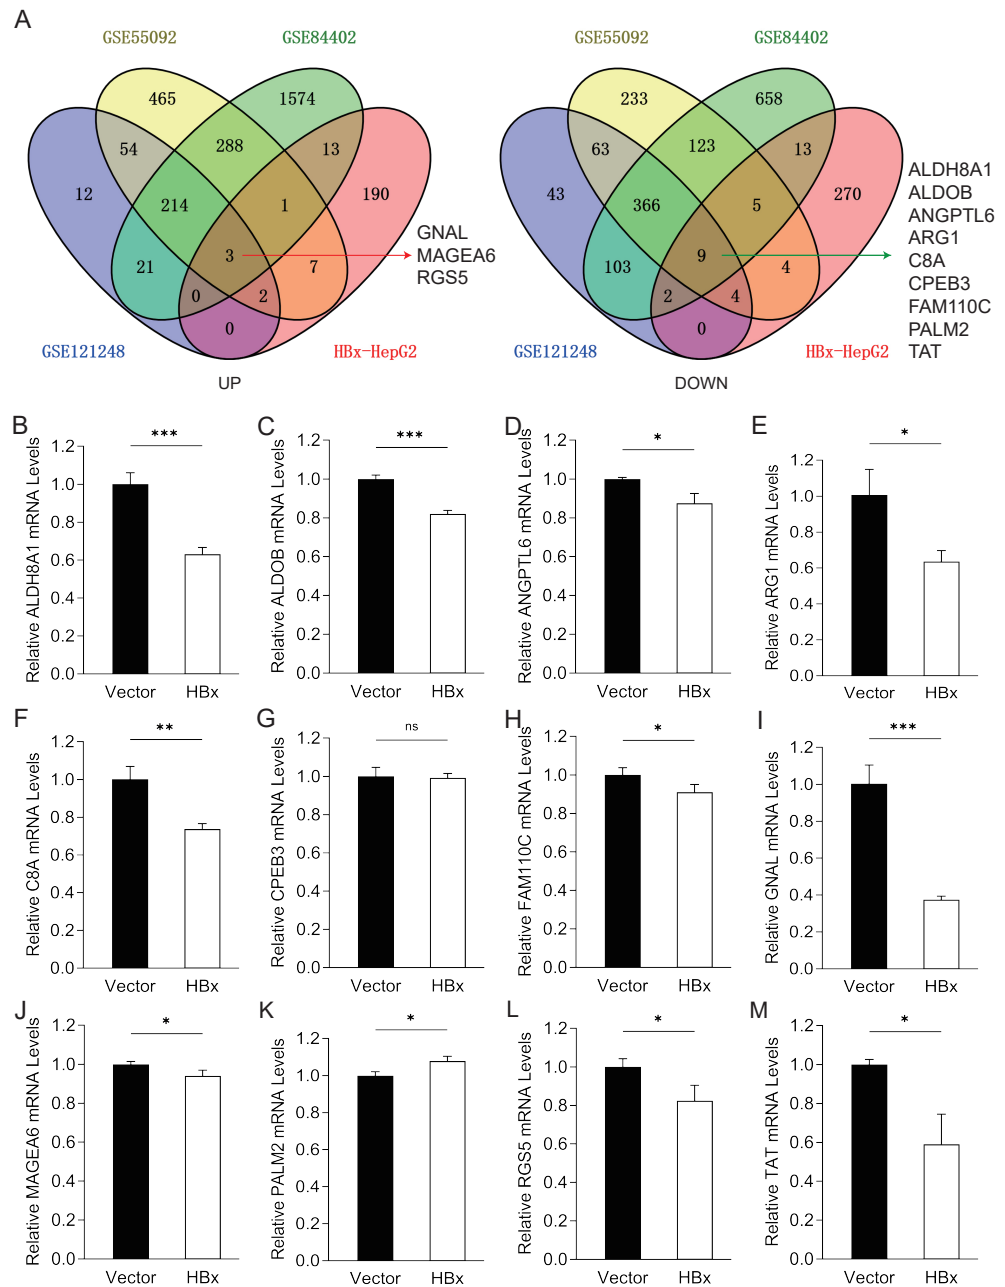 A
GSE55092 GSE84402 GSE55092 GSE84402
465 1574 233 658
54 288 13 63 123 13
12 214 1 190 43 366 5 270
21 3 7 103 9 4
0 2 2 4
0 0
GSE121248 HBx-HepG2 GSE121248 HBx-HepG2
GNAL
MAGEA6
RGS5
ALDH8A1
ALDOB
ANGPTL6
ARG1
C8A
CPEB3
FAM110C
PALM2
TAT
UP DOWN
B
Relative ALDH8A1 mRNA Levels
1.2
1.0
0.8
0.6
0.4
0.2
0.0
***
Vector HBx
C
Relative ALDOB mRNA Levels
1.2
1.0
0.8
0.6
0.4
0.2
0.0
***
Vector HBx
D
Relative ANGPTL6 mRNA Levels
1.2
1.0
0.8
0.6
0.4
0.2
0.0
*
Vector HBx
E
Relative ARG1 mRNA Levels
1.2
1.0
0.8
0.6
0.4
0.2
0.0
*
Vector HBx
F
Relative C8A mRNA Levels
1.2
1.0
0.8
0.6
0.4
0.2
0.0
**
Vector HBx
G
Relative CPEB3 mRNA Levels
1.2
1.0
0.8
0.6
0.4
0.2
0.0
ns
Vector HBx
H
Relative FAM110C mRNA Levels
1.2
1.0
0.8
0.6
0.4
0.2
0.0
*
Vector HBx
I
Relative GNAL mRNA Levels
1.2
1.0
0.8
0.6
0.4
0.2
0.0
***
Vector HBx
J
Relative MAGEA6 mRNA Levels
1.2
1.0
0.8
0.6
0.4
0.2
0.0
*
Vector HBx
K
Relative PALM2 mRNA Levels
1.2
1.0
0.8
0.6
0.4
0.2
0.0
*
Vector HBx
L
Relative RGS5 mRNA Levels
1.2
1.0
0.8
0.6
0.4
0.2
0.0
*
Vector HBx
M
Relative TAT mRNA Levels
1.2
1.0
0.8
0.6
0.4
0.2
0.0
*
Vector HBx